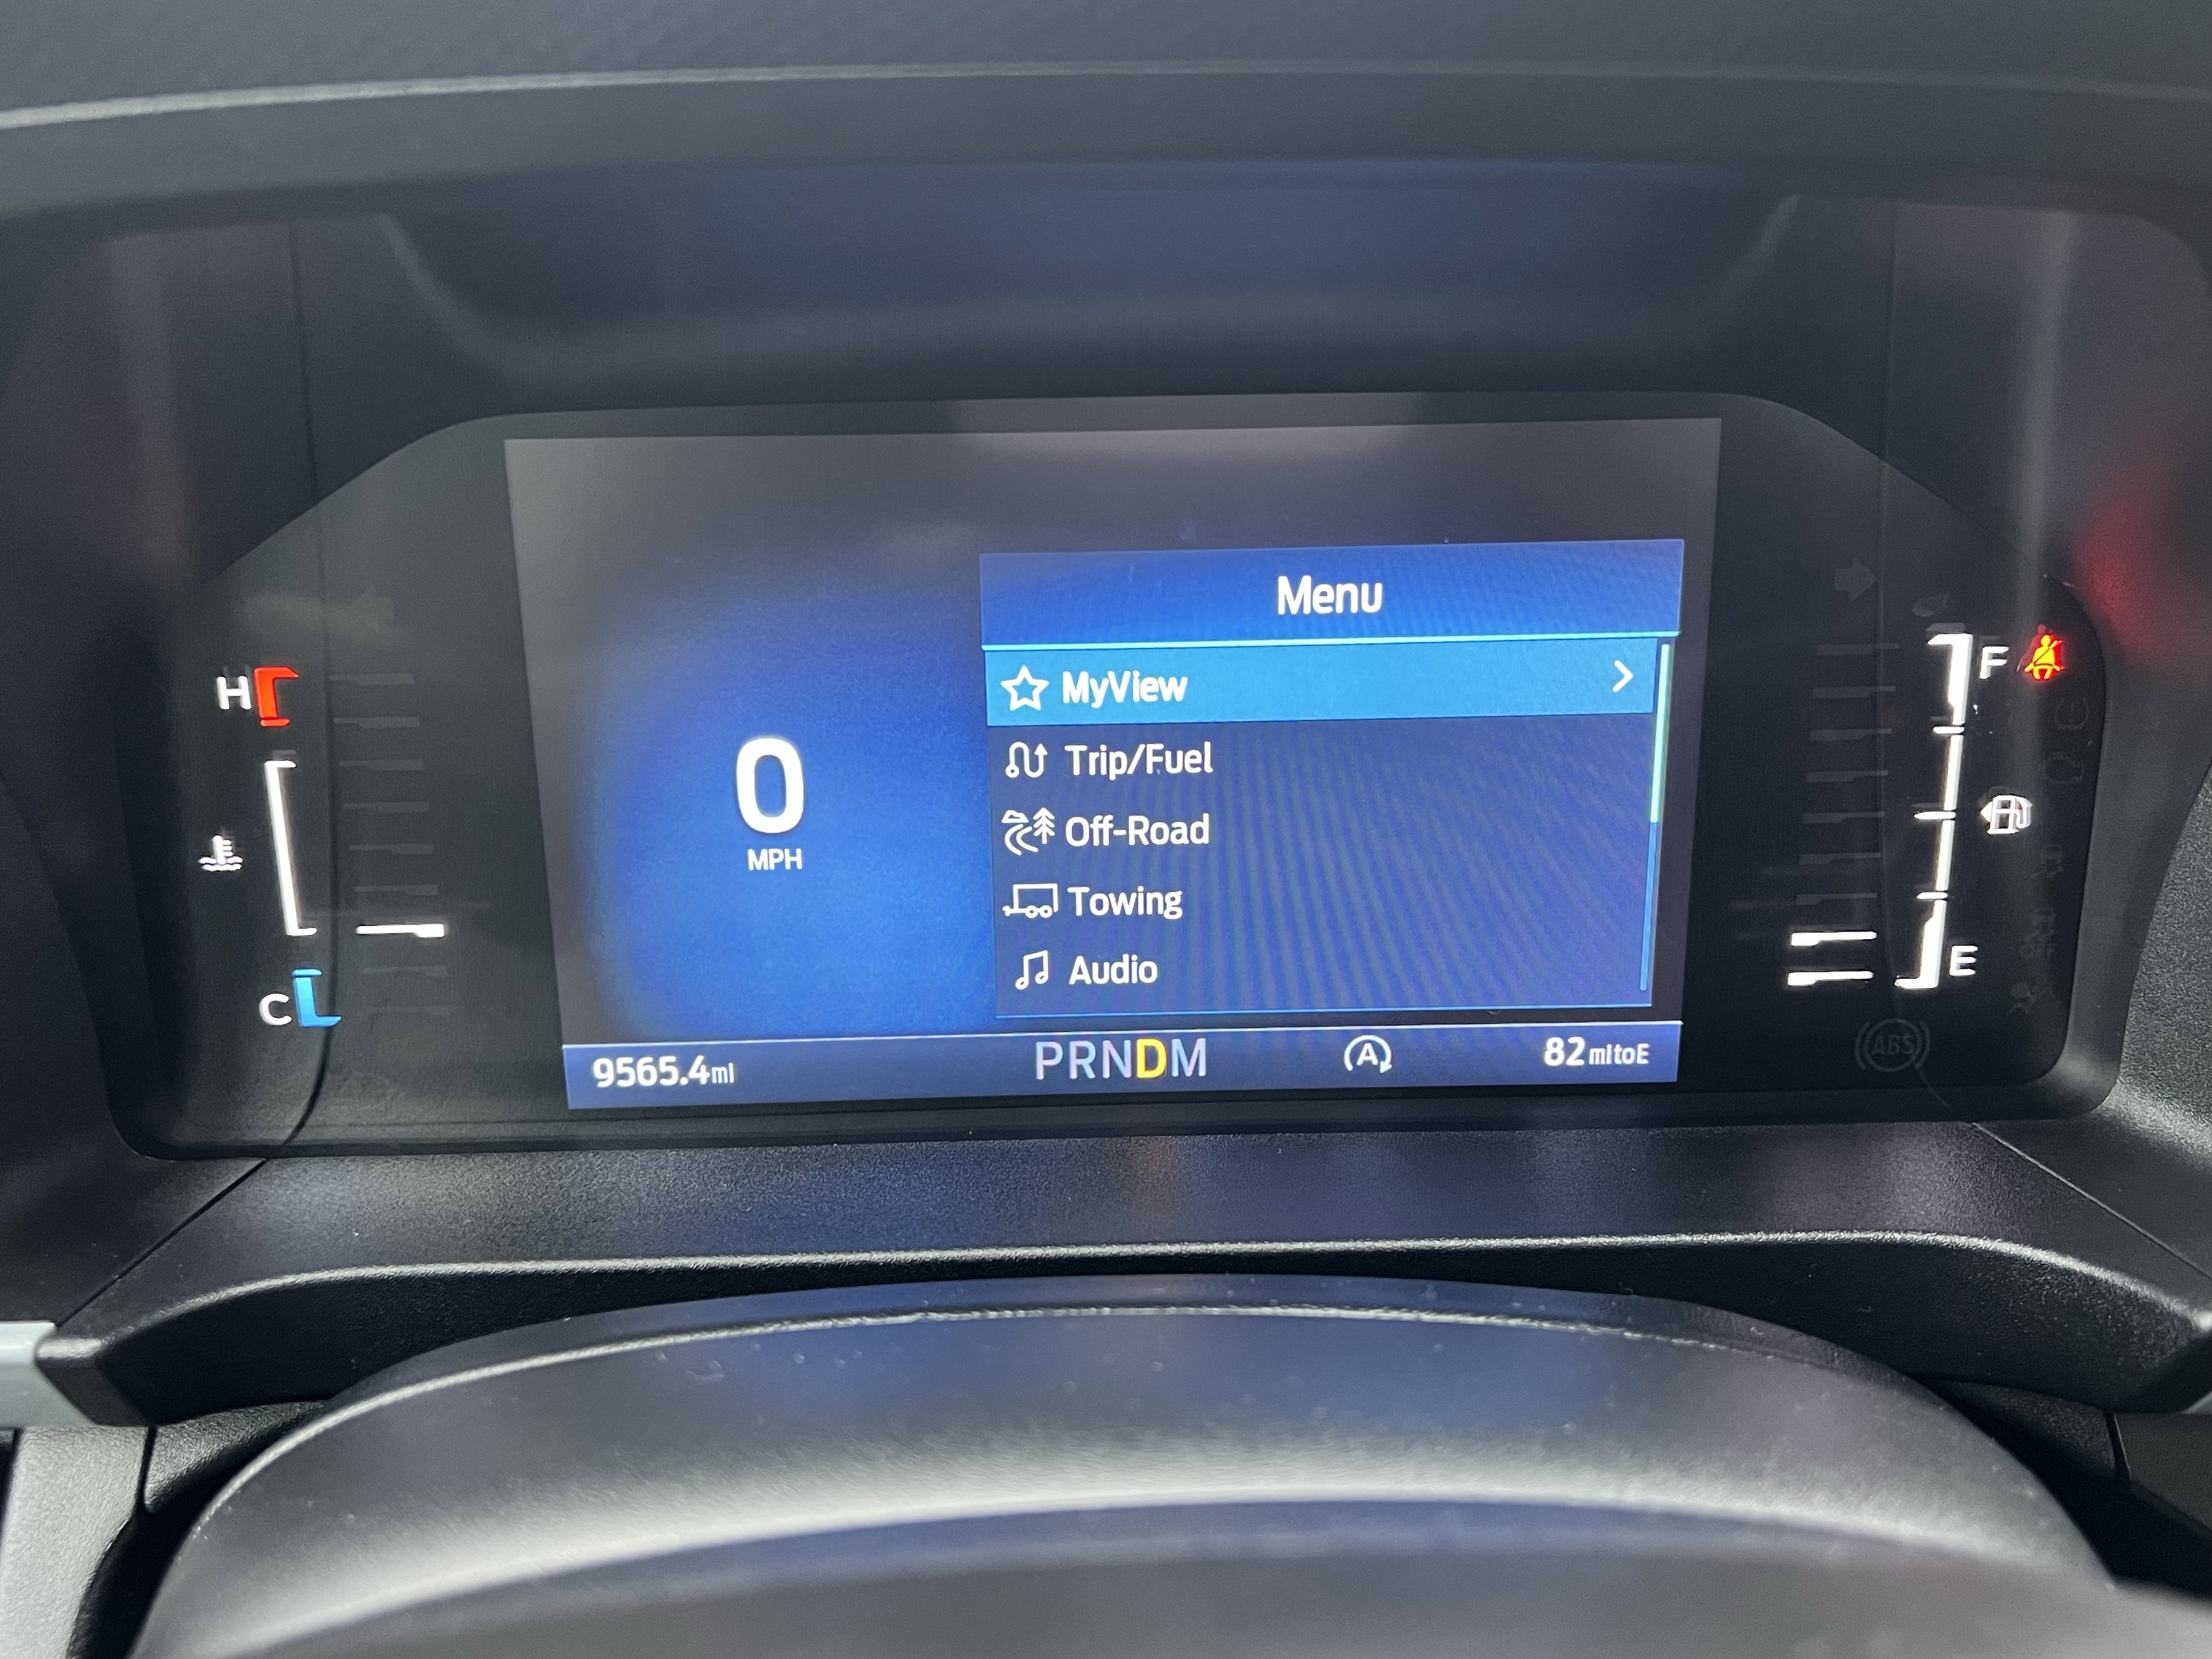 Menu
MyView
Trip/Fuel
Off-Road
Towing
Audio
0
MPH
H
C
F
E
9565.4mi
PRNDM
A
82mitoE
ABS